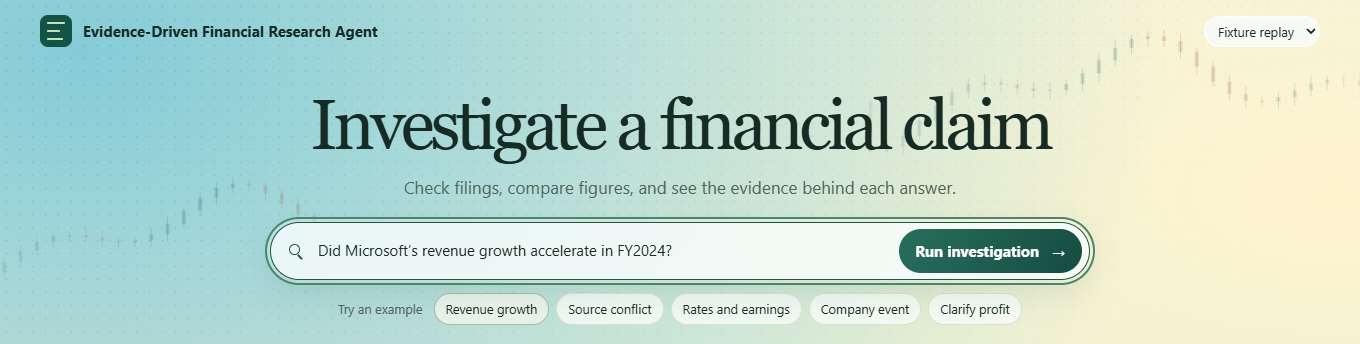 Evidence-Driven Financial Research Agent
Fixture replay
Investigate a financial claim
Check filings, compare figures, and see the evidence behind each answer.
Did Microsoft’s revenue growth accelerate in FY2024?
Run investigation →
Try an example
Revenue growth
Source conflict
Rates and earnings
Company event
Clarify profit